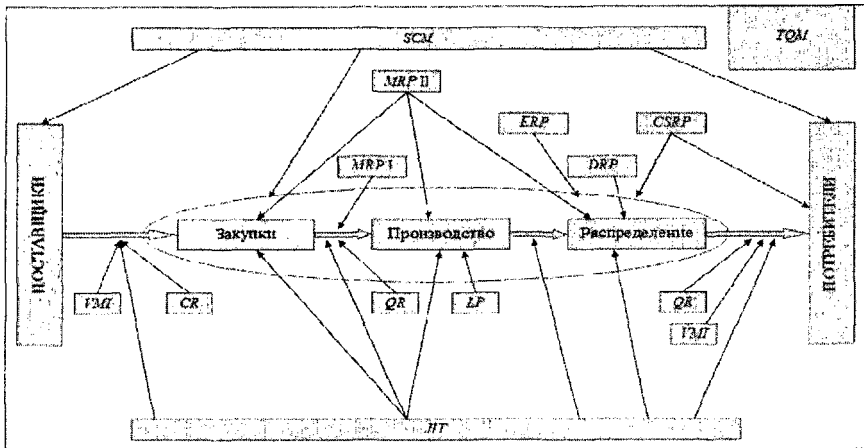 SCM
TQM
MRP II
ERP
CSRP
MRP I
DRP
ПОСТАВЩИКИ
Закупки
Производство
Распределение
ПОТРЕБИТЕЛИ
VMI
CR
QR
LP
QR
VMI
JIT